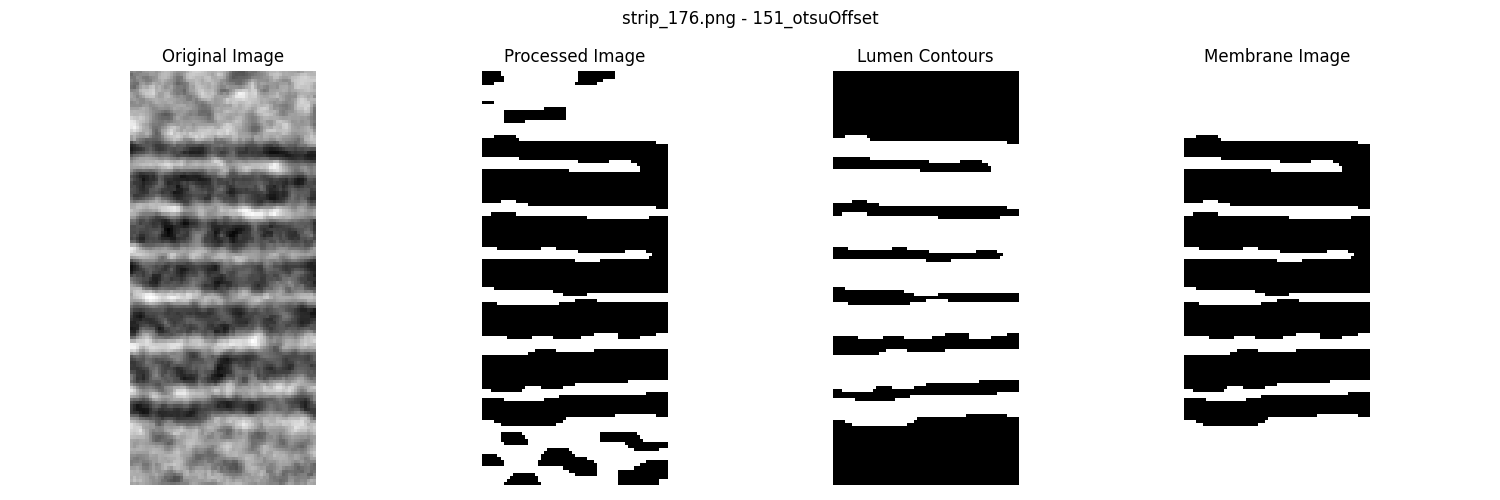 strip_176.png - 151_otsuOffset
Original Image
Processed Image
Lumen Contours
Membrane Image